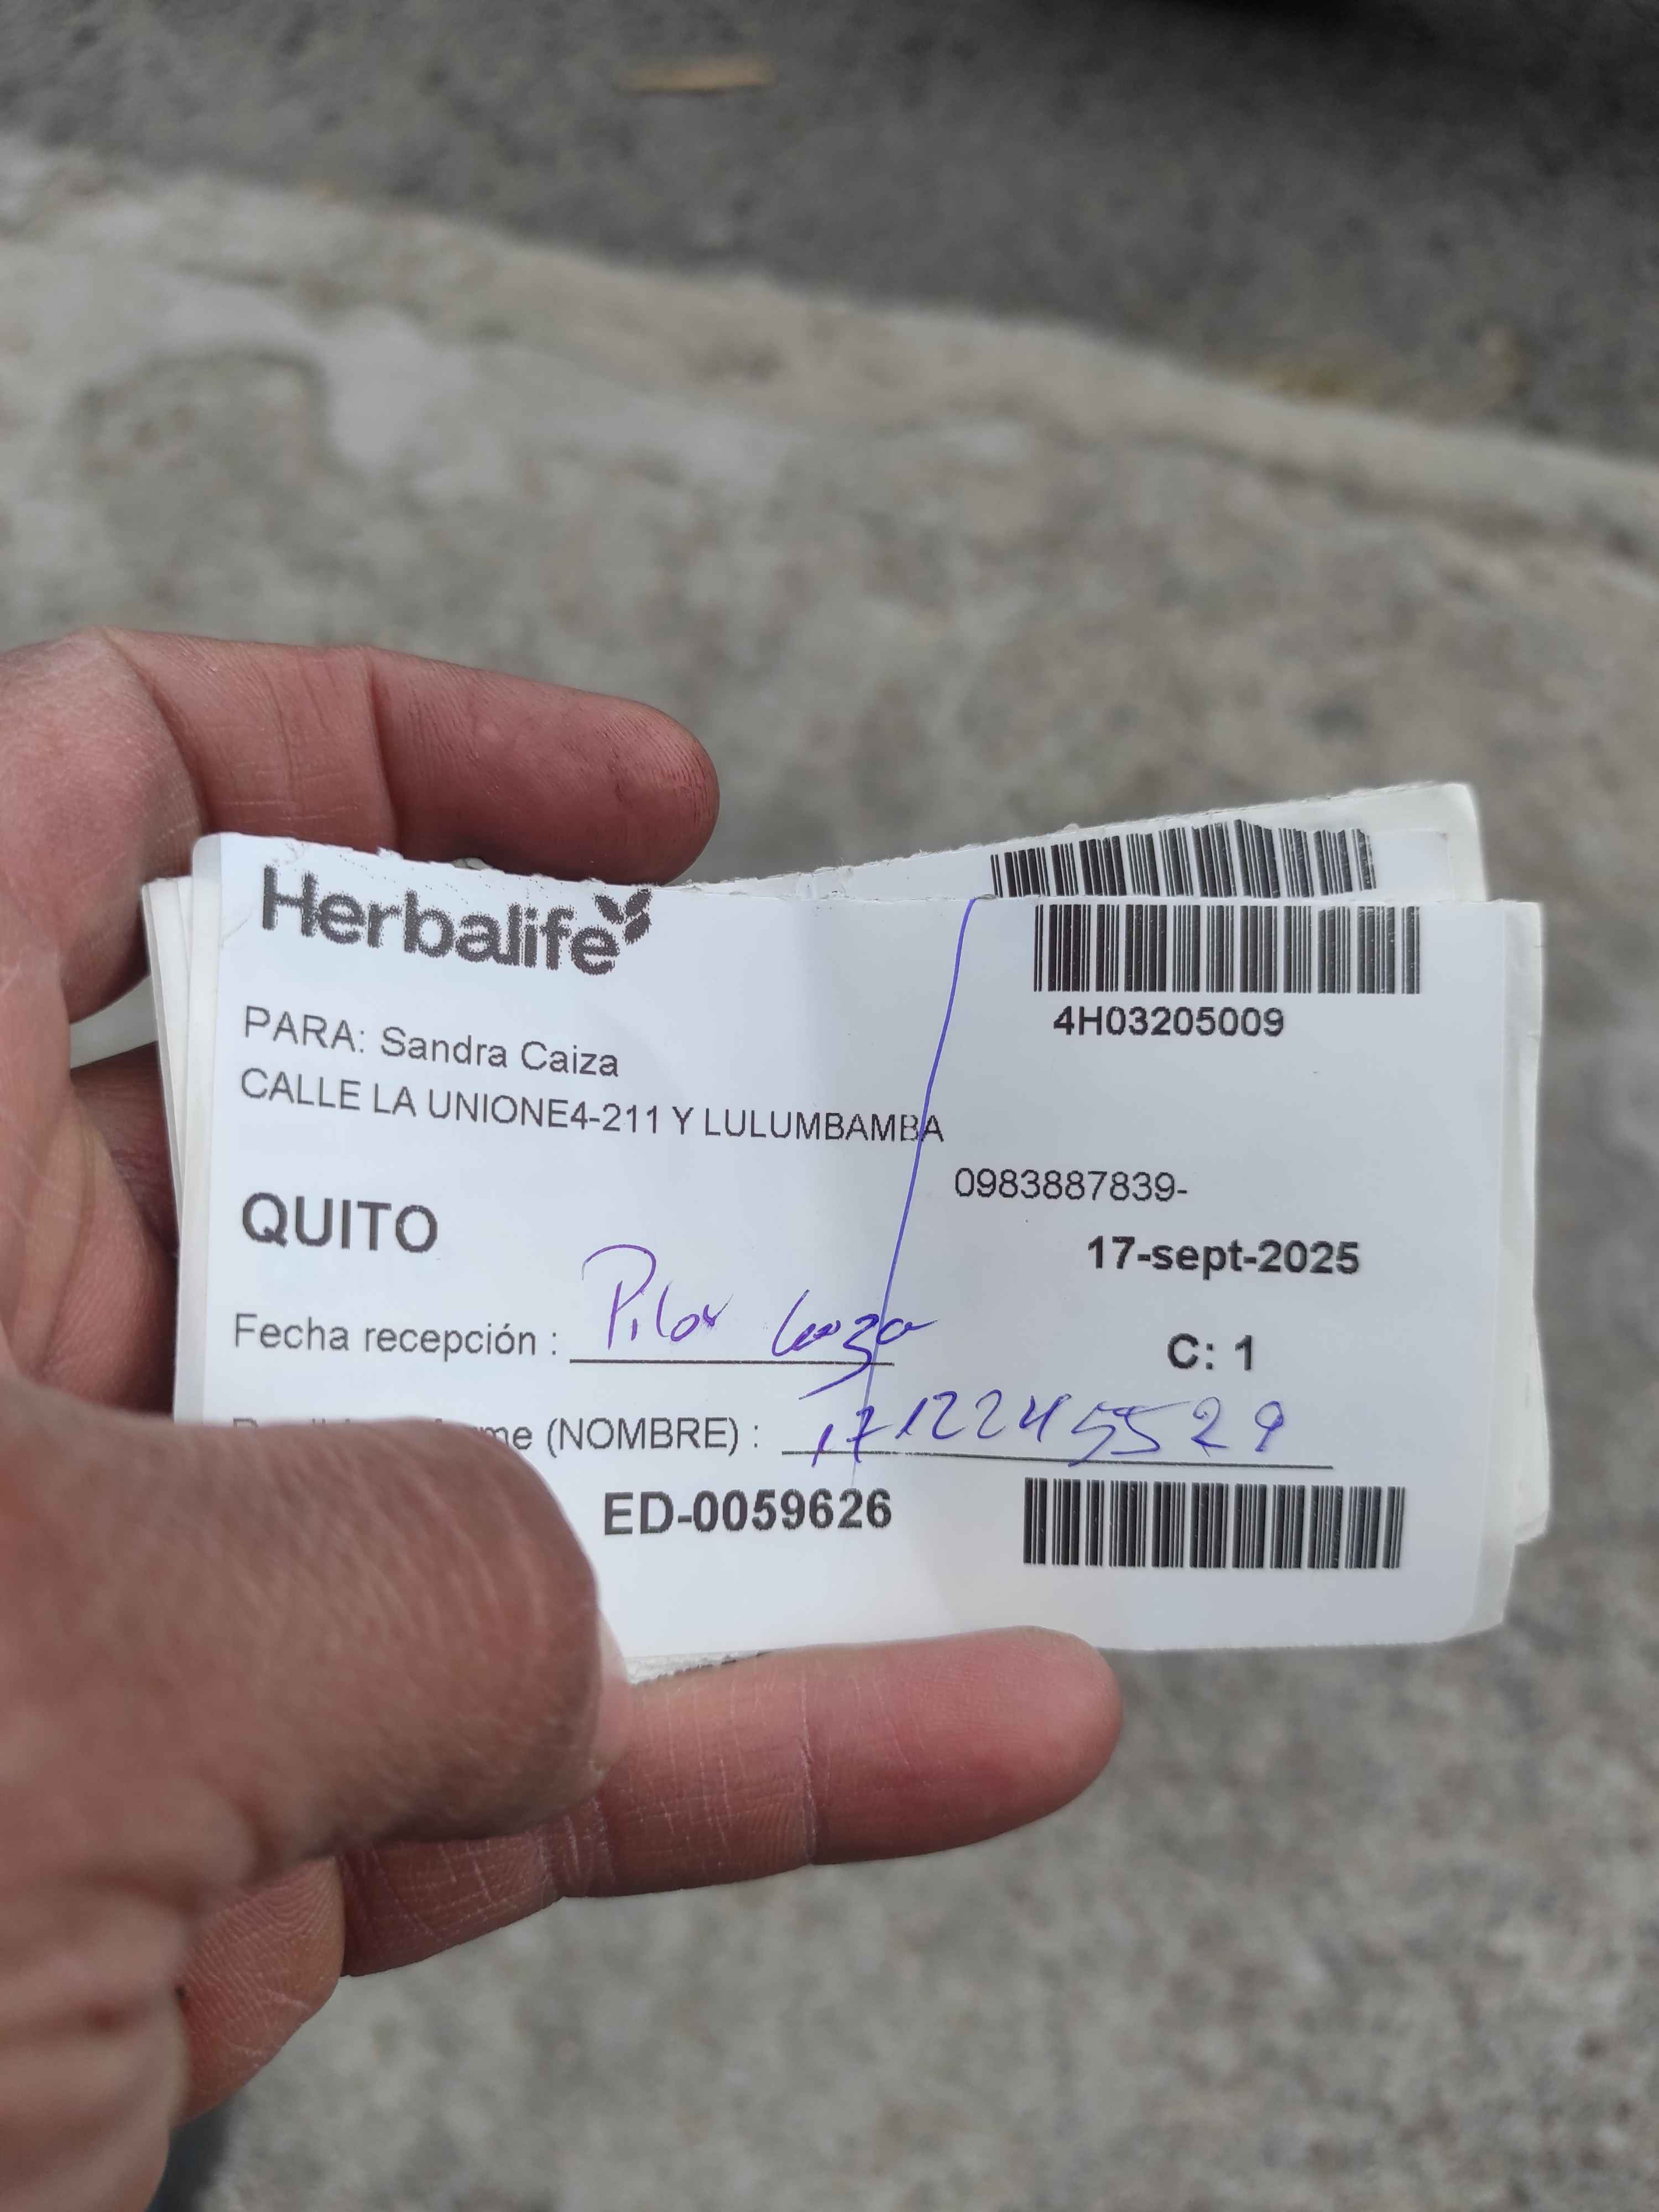 Herbalife
4H03205009
PARA: Sandra Caiza
CALLE LA UNIONE4-211 Y LULUMBAMBA
0983887839-
QUITO
17-sept-2025
Fecha recepción : Pilar
C: 1
(NOMBRE) : 1712245529
ED-0059626